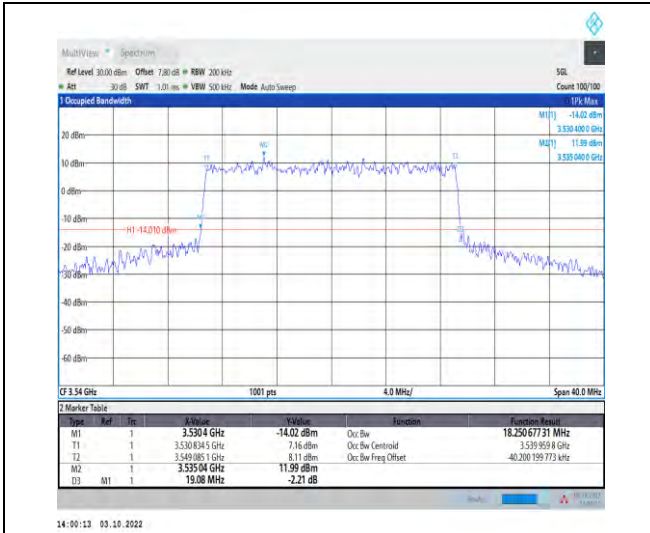 MultiView Spectrum
Ref Level 30.00 dBm Offset 7.80 dB RBW 200 kHz SGL
Att 30 dB SWT 1.01 ms VBW 500 kHz Mode Auto Sweep Count 100/100
1 Occupied Bandwidth 1Pk Max
M1[1] -14.02 dBm
3.530 400 0 GHz
20 dBm
M2[1] 11.99 dBm
3.535 040 0 GHz
M2
T1 T2
10 dBm
0 dBm
-10 dBm
M1
H1 -14.010 dBm
D3
-20 dBm
-30 dBm
-40 dBm
-50 dBm
-60 dBm
CF 3.54 GHz 1001 pts 4.0 MHz/ Span 40.0 MHz
2 Marker Table
Type Ref Trc X-Value Y-Value Function Function Result
M1 1 3.5304 GHz -14.02 dBm Occ Bw 18.250 677 31 MHz
T1 1 3.530 834 5 GHz 7.16 dBm Occ Bw Centroid 3.539 959 8 GHz
T2 1 3.549 085 1 GHz 8.11 dBm Occ Bw Freq Offset -40.200 199 773 kHz
M2 1 3.535 04 GHz 11.99 dBm
D3 M1 1 19.08 MHz -2.21 dB
14:00:13 03.10.2022